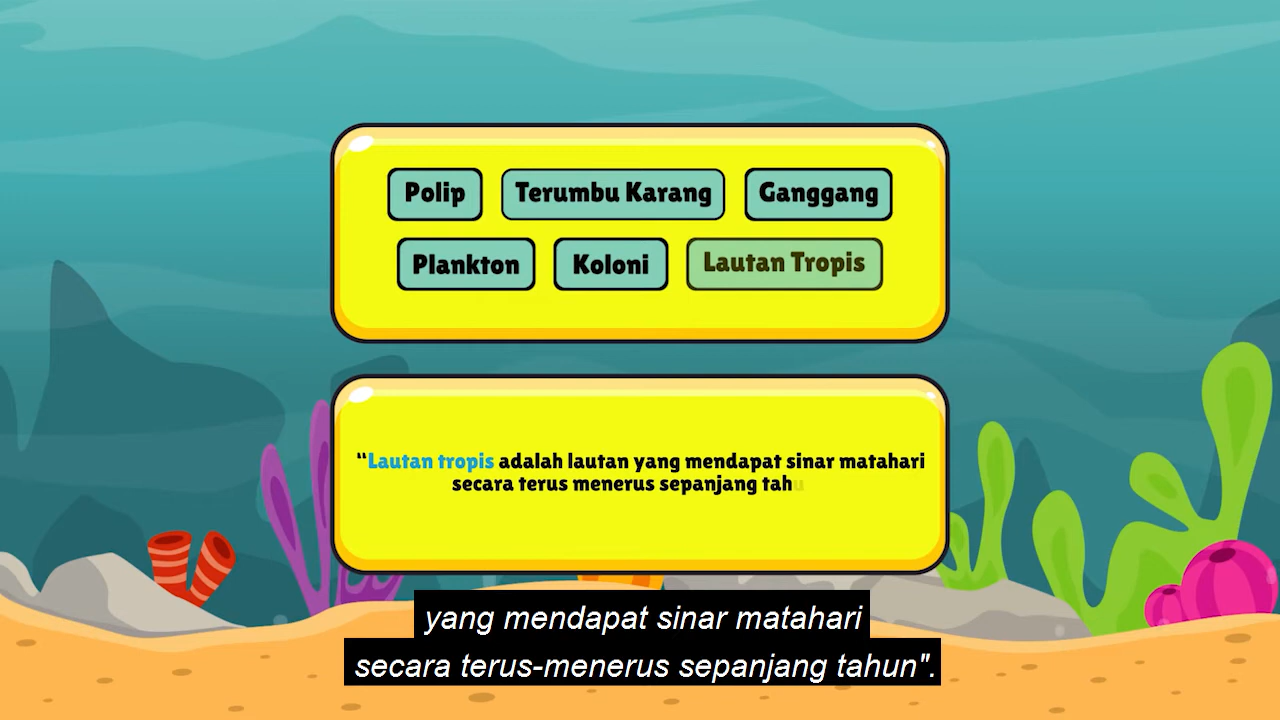 Polip Terumbu Karang Ganggang
Plankton Koloni Lautan Tropis
“Lautan tropis adalah lautan yang mendapat sinar matahari
secara terus menerus sepanjang tahu
yang mendapat sinar matahari
secara terus-menerus sepanjang tahun".